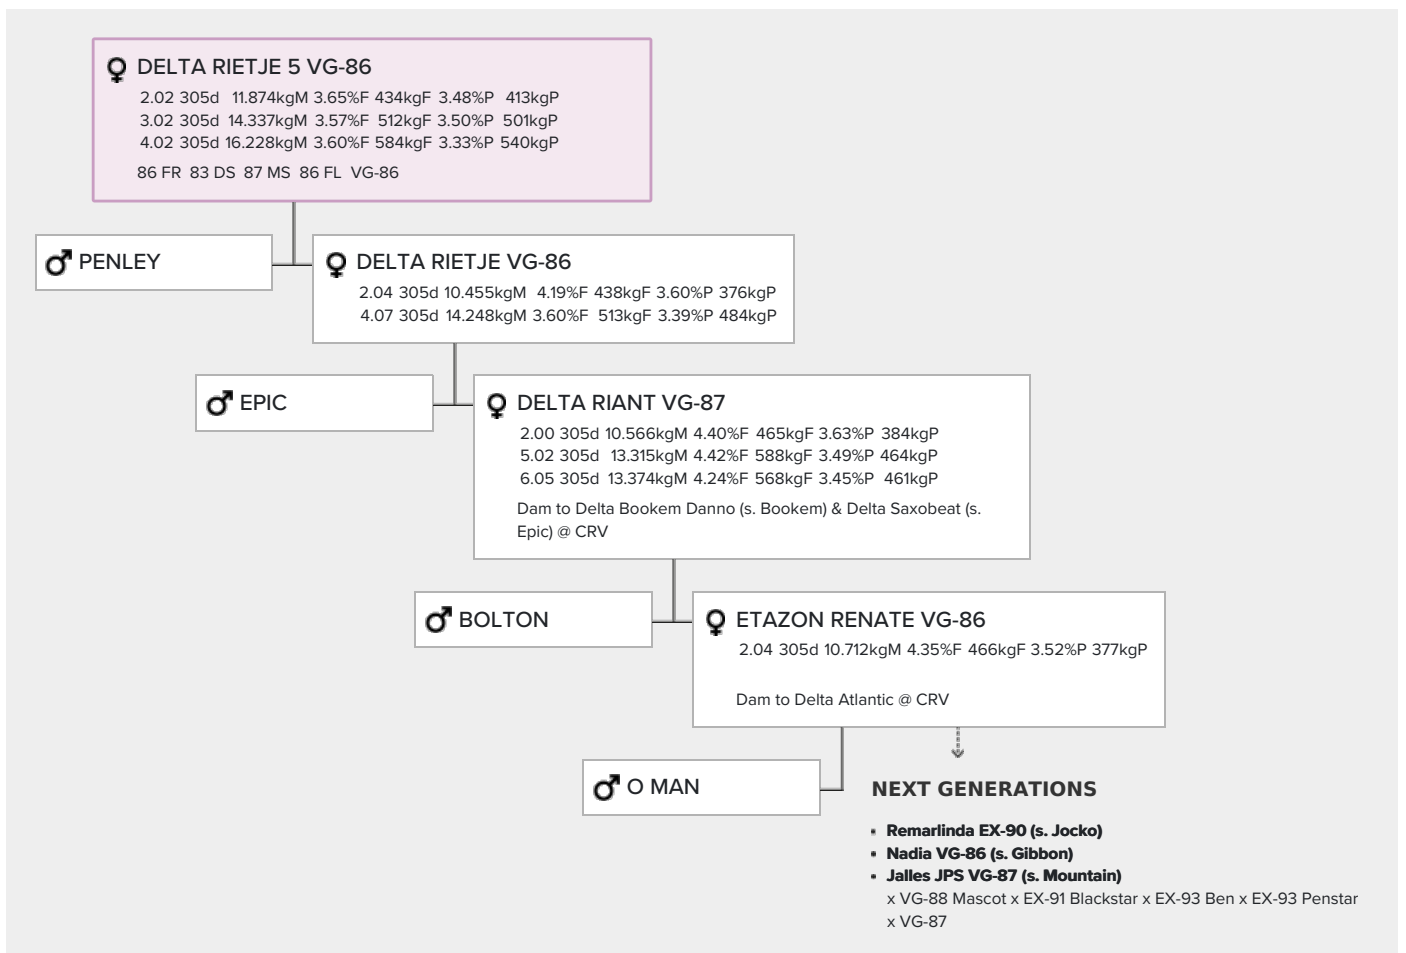 DELTA RIETJE 5 VG-86
2.02 305d 11.874kgM 3.65%F 434kgF 3.48%P 413kgP
3.02 305d 14.337kgM 3.57%F 512kgF 3.50%P 501kgP
4.02 305d 16.228kgM 3.60%F 584kgF 3.33%P 540kgP
86 FR 83 DS 87 MS 86 FL VG-86
PENLEY
DELTA RIETJE VG-86
2.04 305d 10.455kgM 4.19%F 438kgF 3.60%P 376kgP
4.07 305d 14.248kgM 3.60%F 513kgF 3.39%P 484kgP
EPIC
DELTA RIANT VG-87
2.00 305d 10.566kgM 4.40%F 465kgF 3.63%P 384kgP
5.02 305d 13.315kgM 4.42%F 588kgF 3.49%P 464kgP
6.05 305d 13.374kgM 4.24%F 568kgF 3.45%P 461kgP
Dam to Delta Bookem Danno (s. Bookem) & Delta Saxobeat (s.
Epic) @ CRV
BOLTON
ETAZON RENATE VG-86
2.04 305d 10.712kgM 4.35%F 466kgF 3.52%P 377kgP
Dam to Delta Atlantic @ CRV
O MAN
NEXT GENERATIONS
Remarlinda EX-90 (s. Jocko)
Nadia VG-86 (s. Gibbon)
Jalles JPS VG-87 (s. Mountain)
x VG-88 Mascot x EX-91 Blackstar x EX-93 Ben x EX-93 Penstar
x VG-87